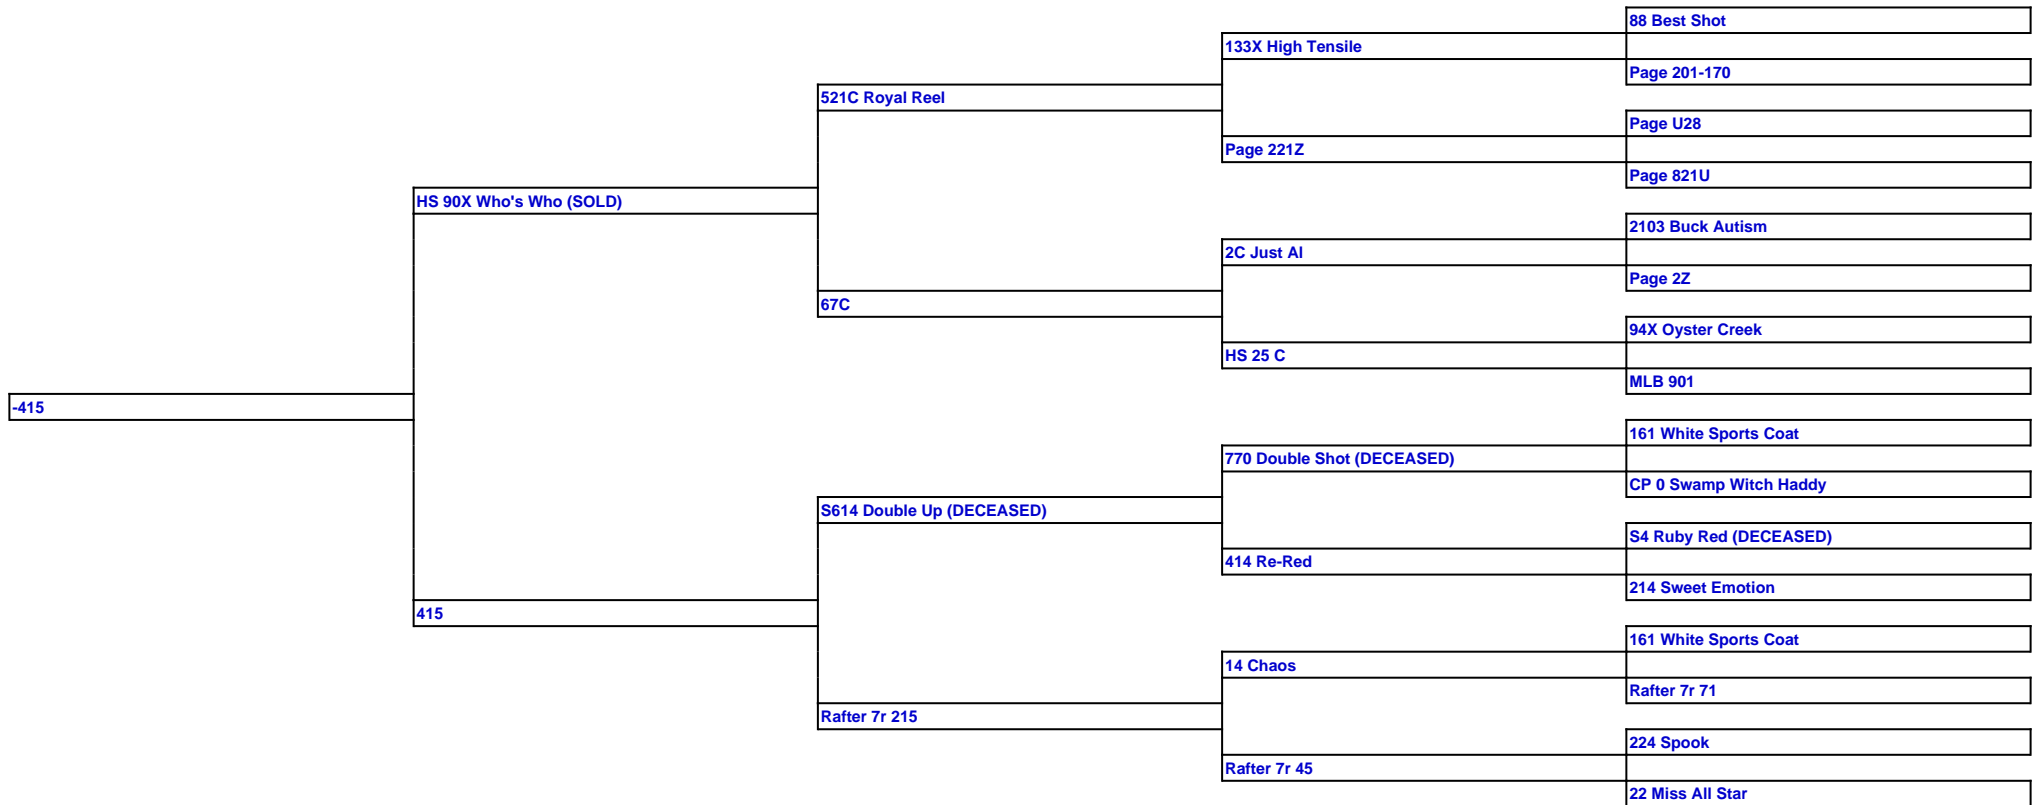 88 Best Shot
133X High Tensile
Page 201-170
521C Royal Reel
Page U28
Page 221Z
Page 821U
HS 90X Who's Who (SOLD)
2103 Buck Autism
2C Just AI
Page 2Z
67C
94X Oyster Creek
HS 25 C
MLB 901
-415
161 White Sports Coat
770 Double Shot (DECEASED)
CP 0 Swamp Witch Haddy
S614 Double Up (DECEASED)
S4 Ruby Red (DECEASED)
414 Re-Red
214 Sweet Emotion
415
161 White Sports Coat
14 Chaos
Rafter 7r 71
Rafter 7r 215
224 Spook
Rafter 7r 45
22 Miss All Star